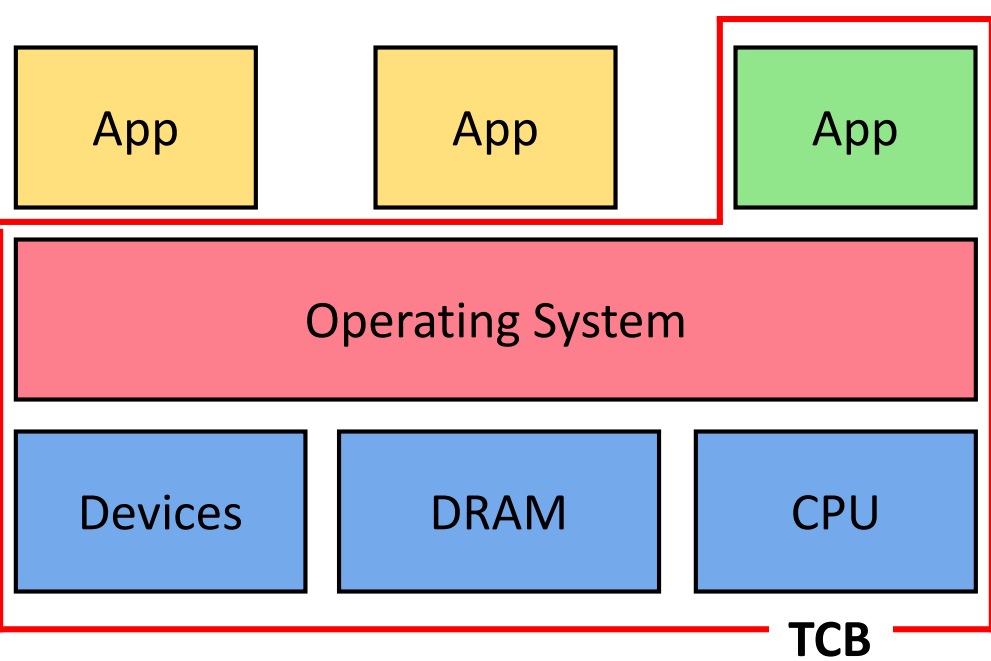 App
App
App
Operating System
Devices
DRAM
CPU
TCB